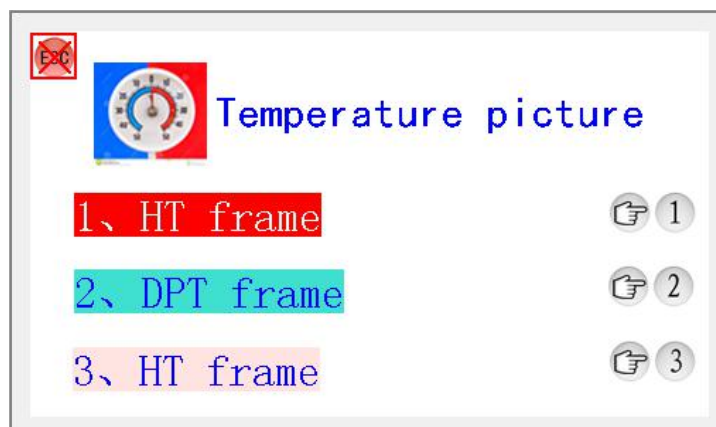 ESC
Temperature picture
1、HT frame
1
2、DPT frame
2
3、HT frame
3